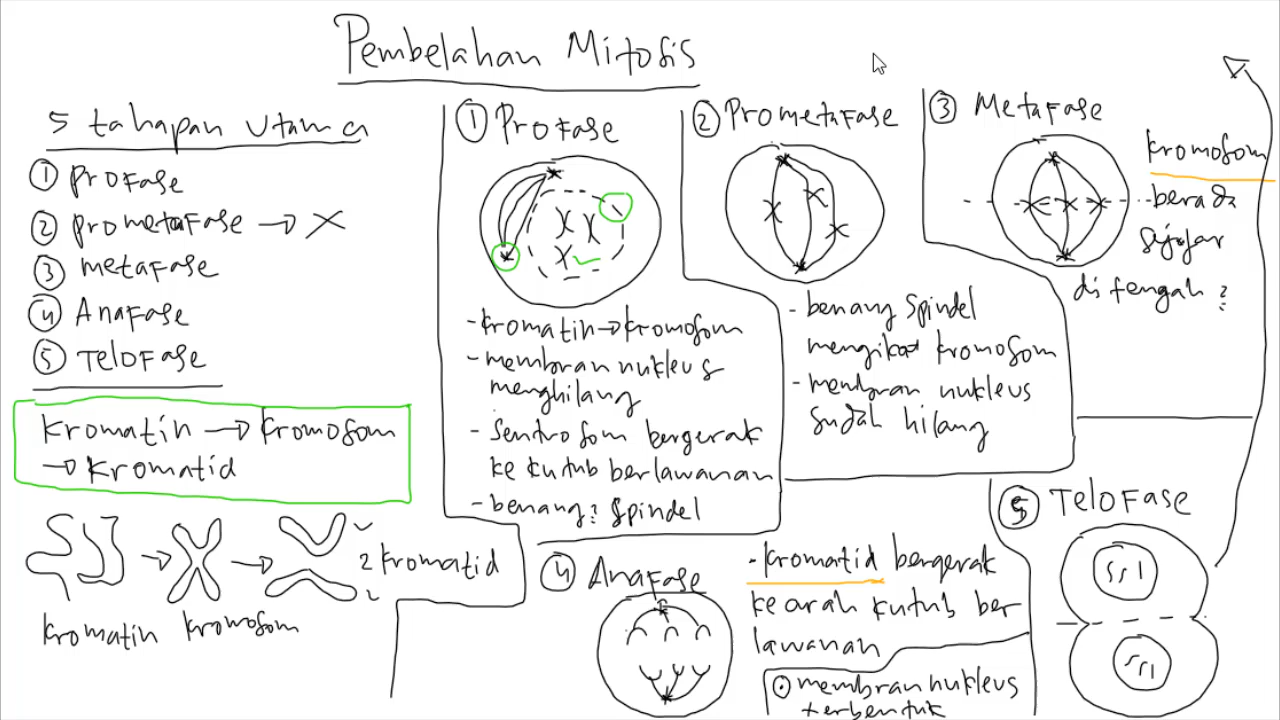 Pembelahan Mitosis
5 tahapan utama
① Profase
② prometafase → X
③ metafase
④ Anafase
⑤ Telofase
kromatin → kromosom
→ kromatid
2 kromatid
kromatin kromosom
① Profase
- kromatin → kromosom
- membran nukleus
menghilang
- sentrosom bergerak
ke kutub berlawanan
- benang² spindel
② Prometafase
- benang spindel
mengikat kromosom
- membran nukleus
sudah hilang
③ Metafase
kromosom
berada
sejajar
di tengah²
④ Anafase
- kromatid bergerak
ke arah kutub ber
lawanan
⑤ Telofase
membran nukleus
terbentuk